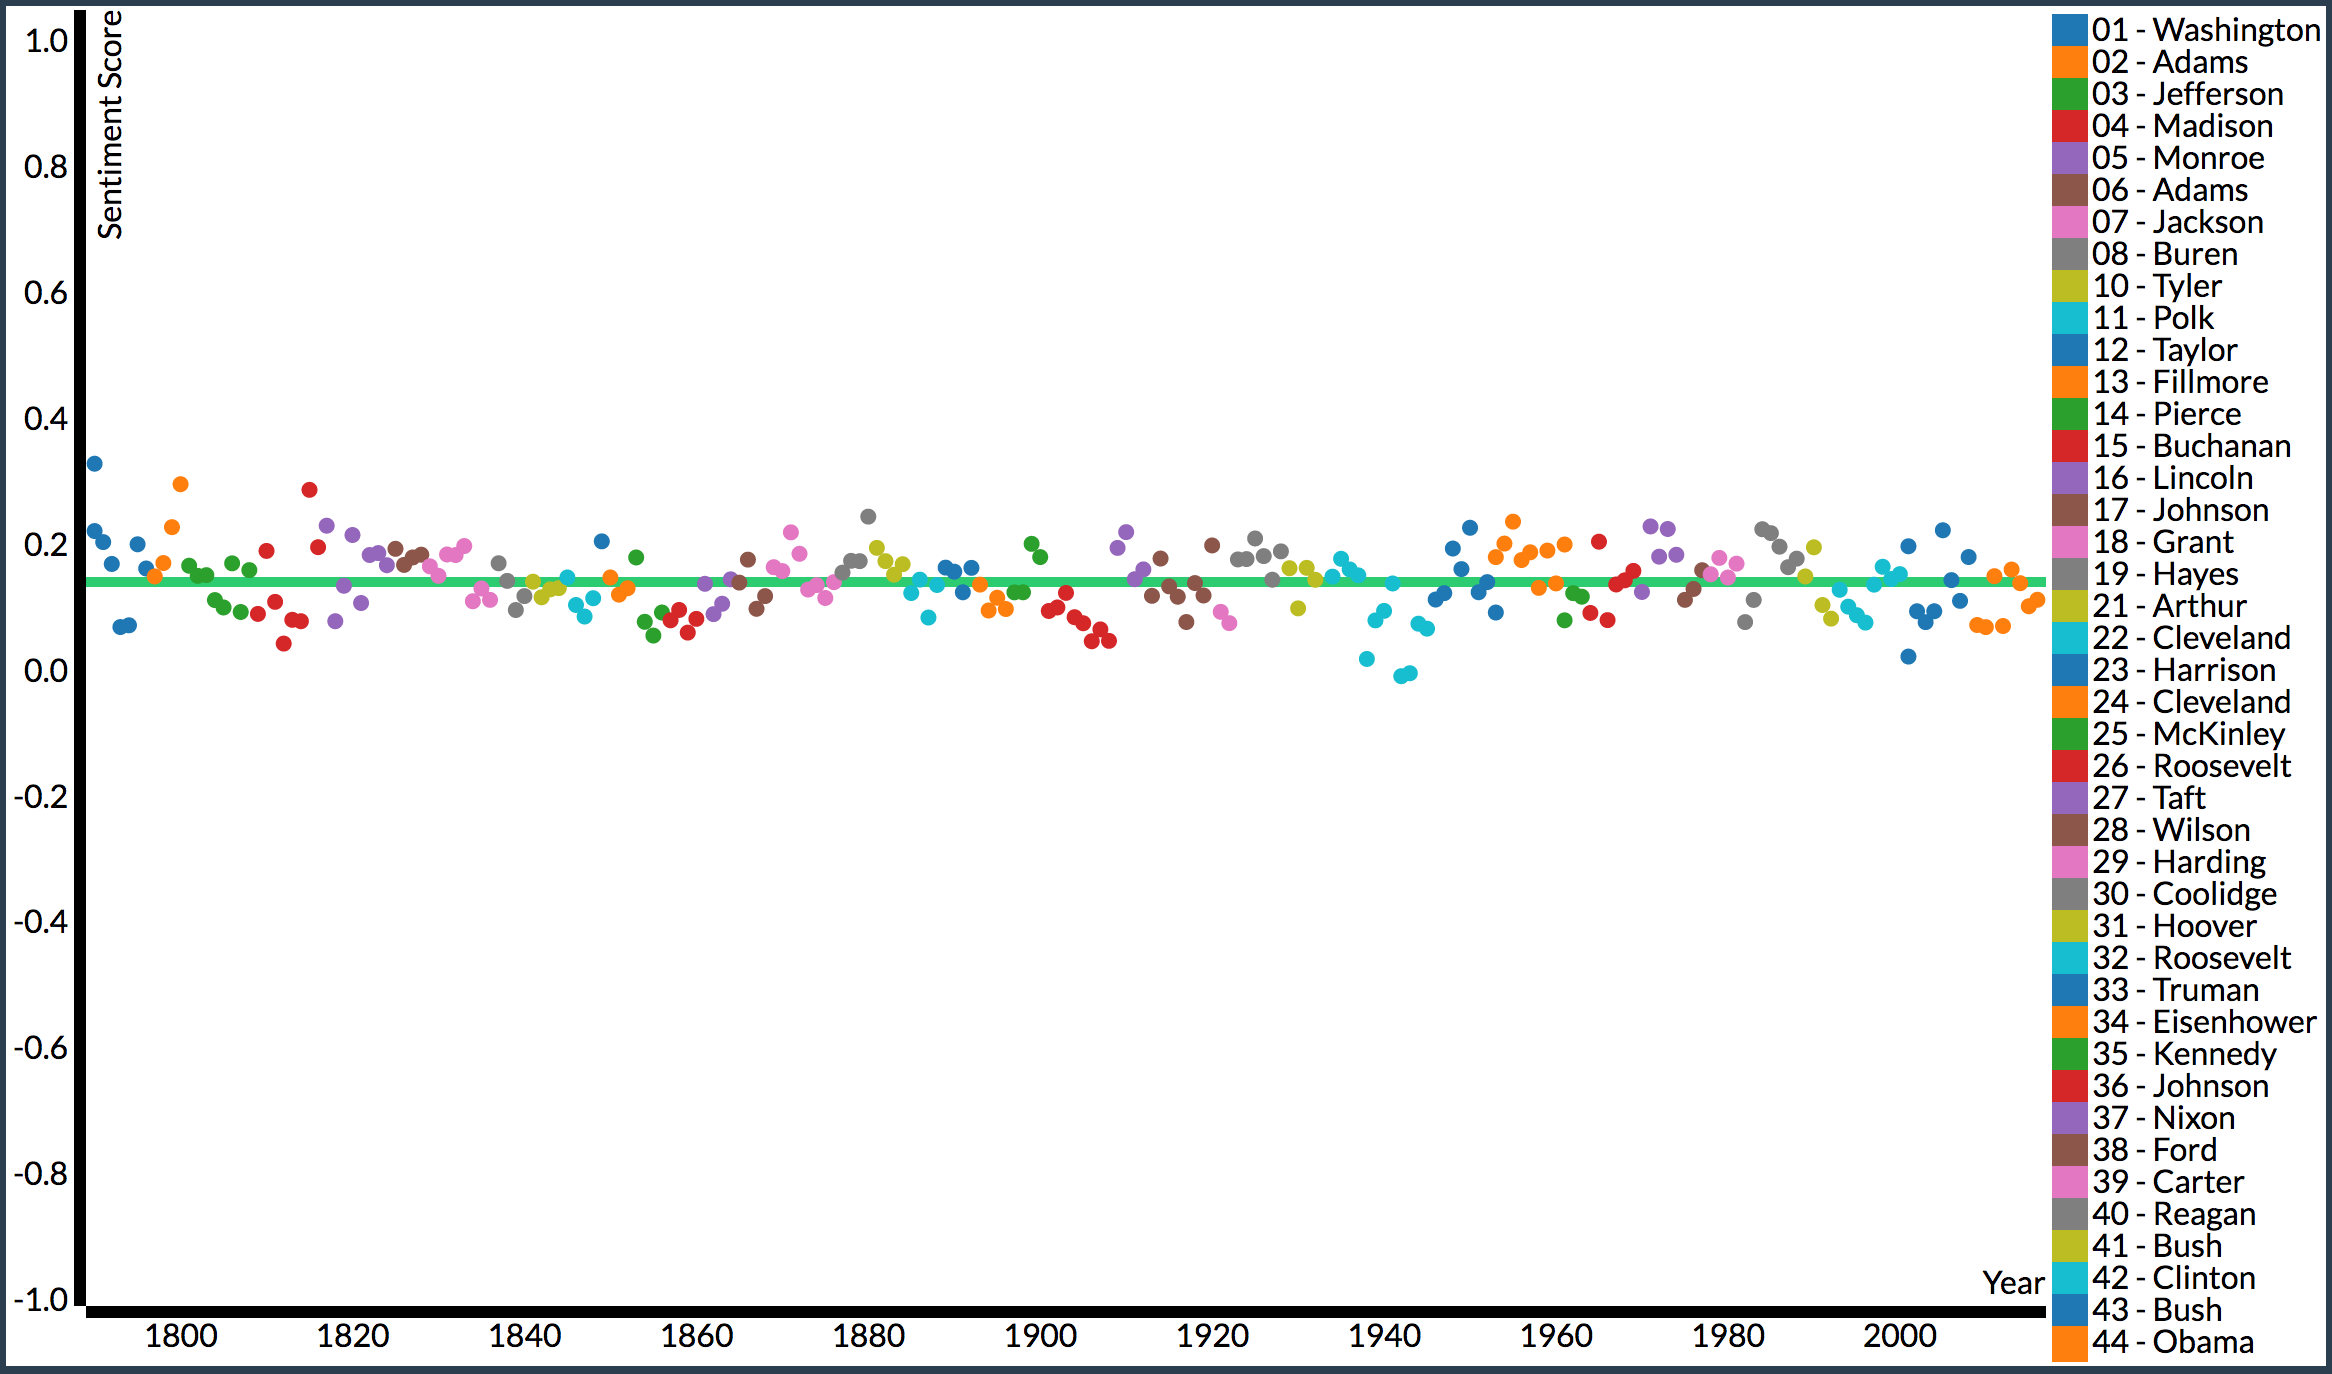 Sentiment Score
1.0
0.8
0.6
0.4
0.2
0.0
-0.2
-0.4
-0.6
-0.8
-1.0
Year
1800 1820 1840 1860 1880 1900 1920 1940 1960 1980 2000
01 - Washington
02 - Adams
03 - Jefferson
04 - Madison
05 - Monroe
06 - Adams
07 - Jackson
08 - Buren
10 - Tyler
11 - Polk
12 - Taylor
13 - Fillmore
14 - Pierce
15 - Buchanan
16 - Lincoln
17 - Johnson
18 - Grant
19 - Hayes
21 - Arthur
22 - Cleveland
23 - Harrison
24 - Cleveland
25 - McKinley
26 - Roosevelt
27 - Taft
28 - Wilson
29 - Harding
30 - Coolidge
31 - Hoover
32 - Roosevelt
33 - Truman
34 - Eisenhower
35 - Kennedy
36 - Johnson
37 - Nixon
38 - Ford
39 - Carter
40 - Reagan
41 - Bush
42 - Clinton
43 - Bush
44 - Obama